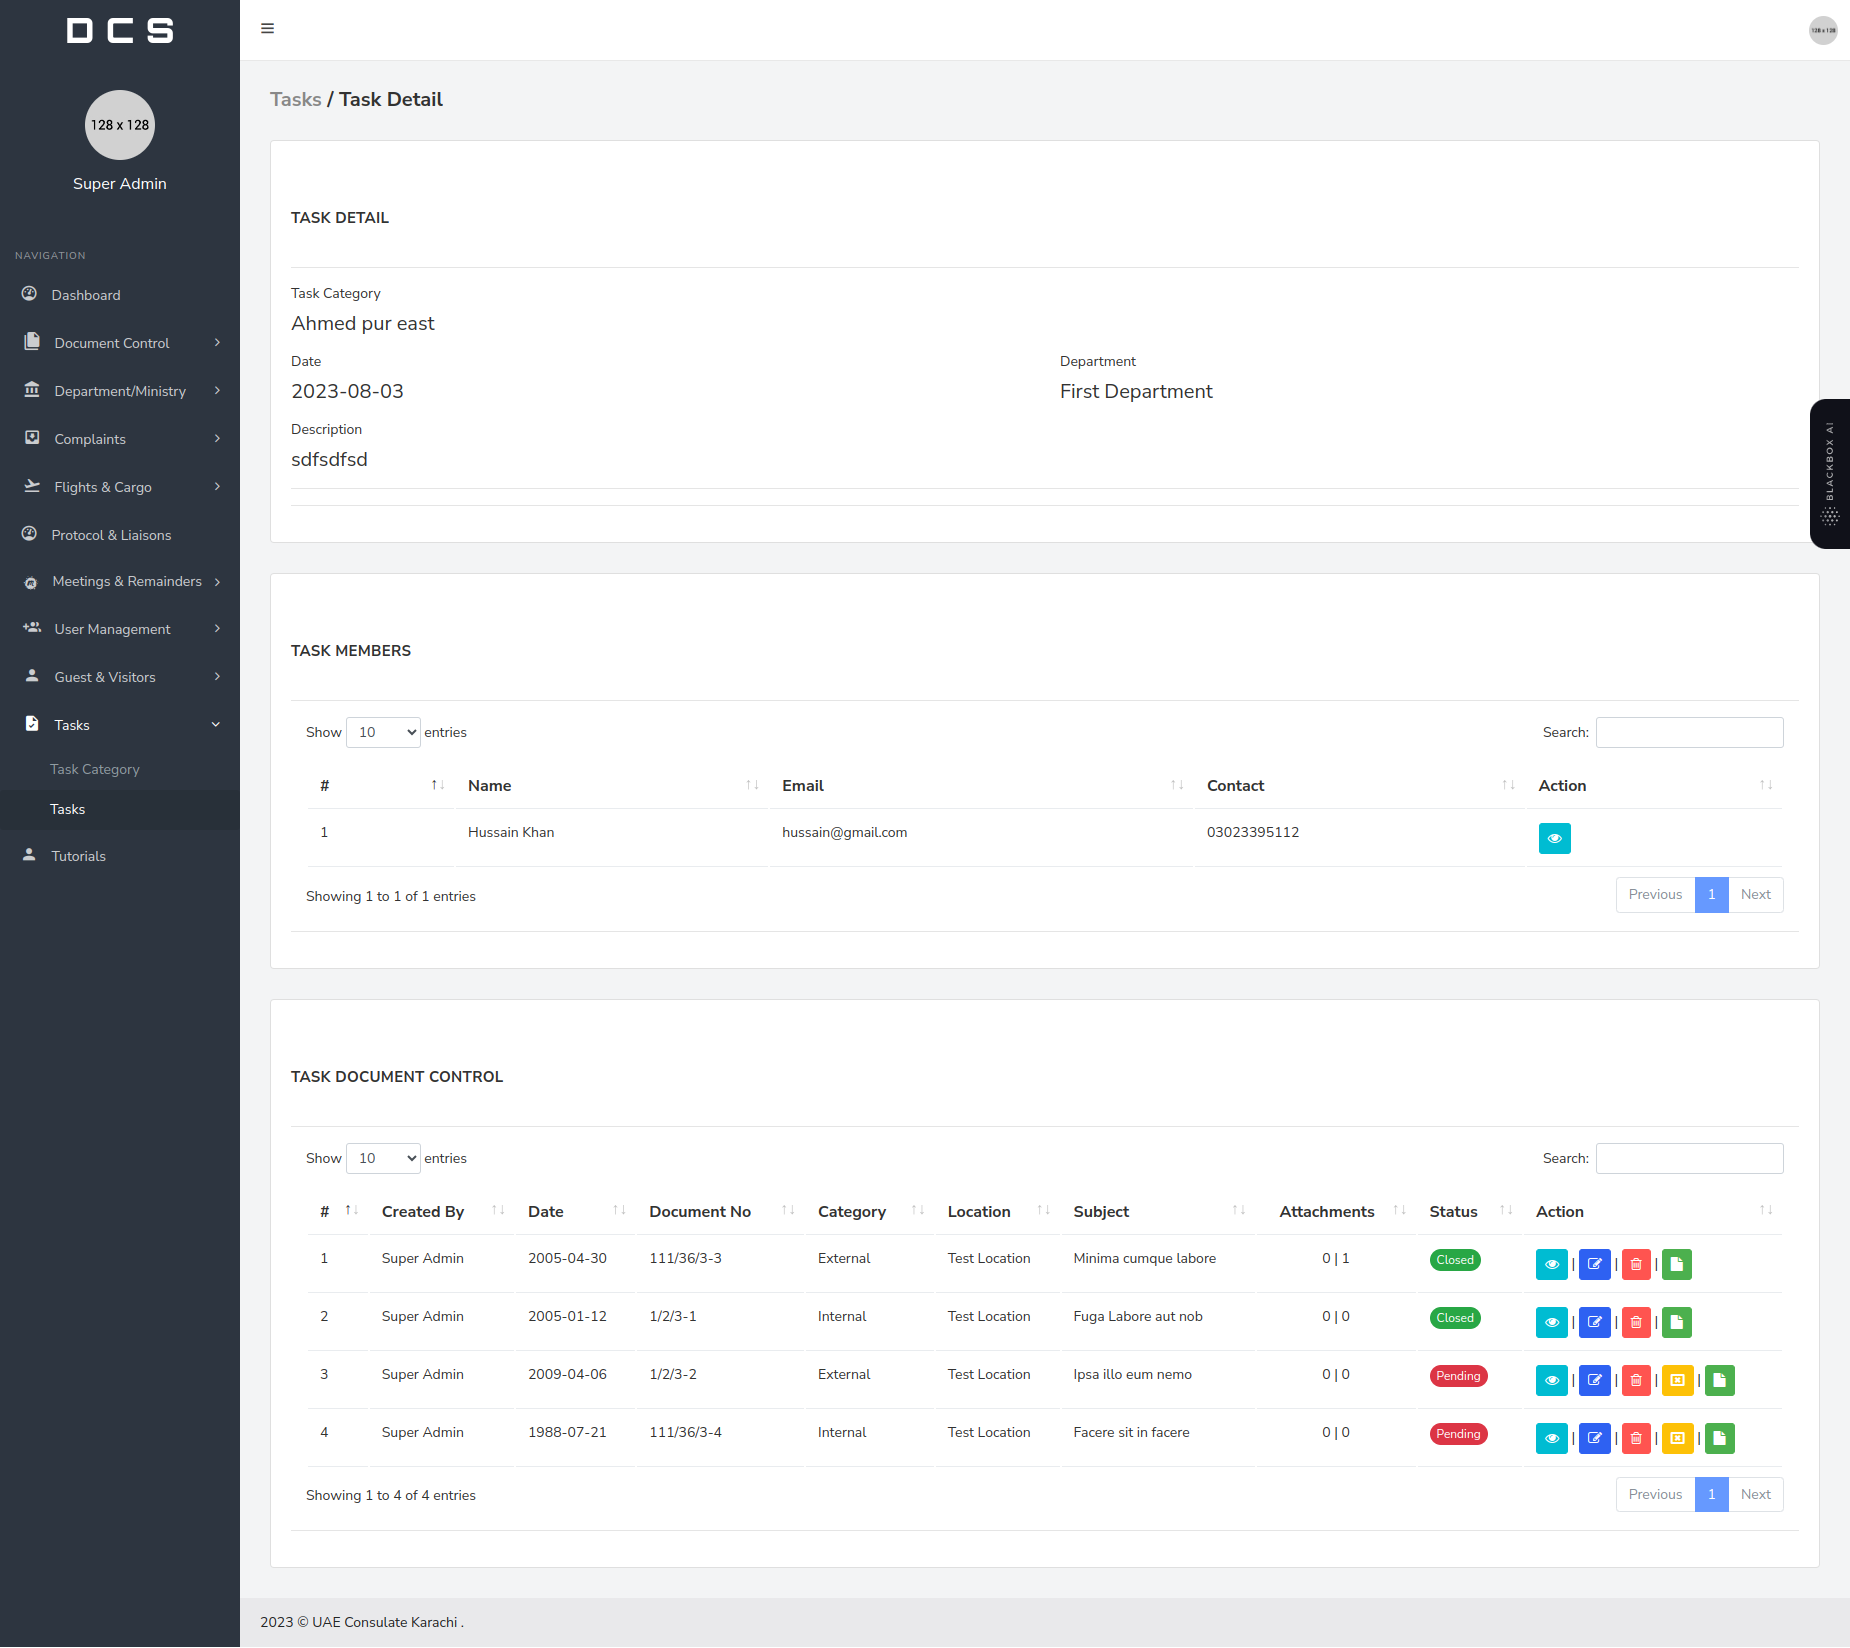 DCS
128 x 128
Super Admin
NAVIGATION
Dashboard
Document Control
Department/Ministry
Complaints
Flights & Cargo
Protocol & Liaisons
Meetings & Remainders
User Management
Guest & Visitors
Tasks
Task Category
Tasks
Tutorials
128 x 128
Tasks / Task Detail
TASK DETAIL
Task Category
Ahmed pur east
Date
2023-08-03
Department
First Department
Description
sdfsdfsd
BLACKBOX AI
TASK MEMBERS
Show 10 entries Search:
# Name Email Contact Action
1 Hussain Khan hussain@gmail.com 03023395112
Showing 1 to 1 of 1 entries Previous 1 Next
TASK DOCUMENT CONTROL
Show 10 entries Search:
# Created By Date Document No Category Location Subject Attachments Status Action
1 Super Admin 2005-04-30 111/36/3-3 External Test Location Minima cumque labore 0 | 1 Closed | | |
2 Super Admin 2005-01-12 1/2/3-1 Internal Test Location Fuga Labore aut nob 0 | 0 Closed | | |
3 Super Admin 2009-04-06 1/2/3-2 External Test Location Ipsa illo eum nemo 0 | 0 Pending | | | |
4 Super Admin 1988-07-21 111/36/3-4 Internal Test Location Facere sit in facere 0 | 0 Pending | | | |
Showing 1 to 4 of 4 entries Previous 1 Next
2023 © UAE Consulate Karachi .